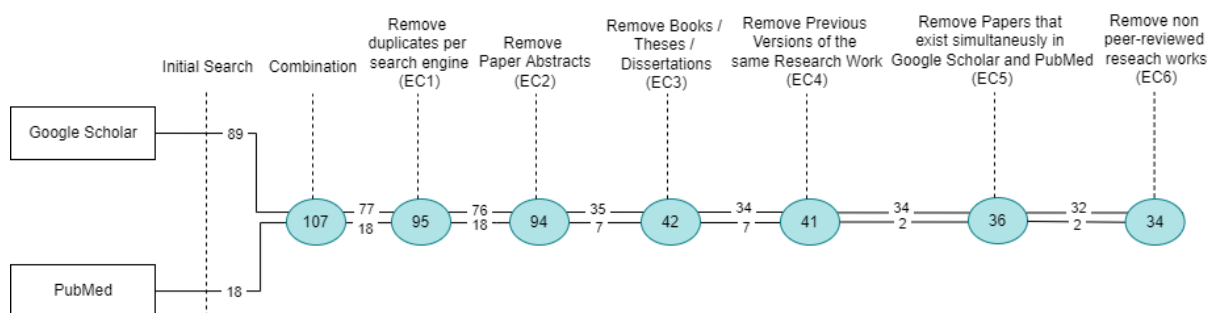 Initial Search
Combination
Remove
duplicates per
search engine
(EC1)
Remove
Paper Abstracts
(EC2)
Remove Books /
Theses /
Dissertations
(EC3)
Remove Previous
Versions of the
same Research Work
(EC4)
Remove Papers that
exist simultaneusly in
Google Scholar and PubMed
(EC5)
Remove non
peer-reviewed
reseach works
(EC6)
Google Scholar
89
107
77
18
95
76
18
94
35
7
42
34
7
41
34
2
36
32
2
34
PubMed
18